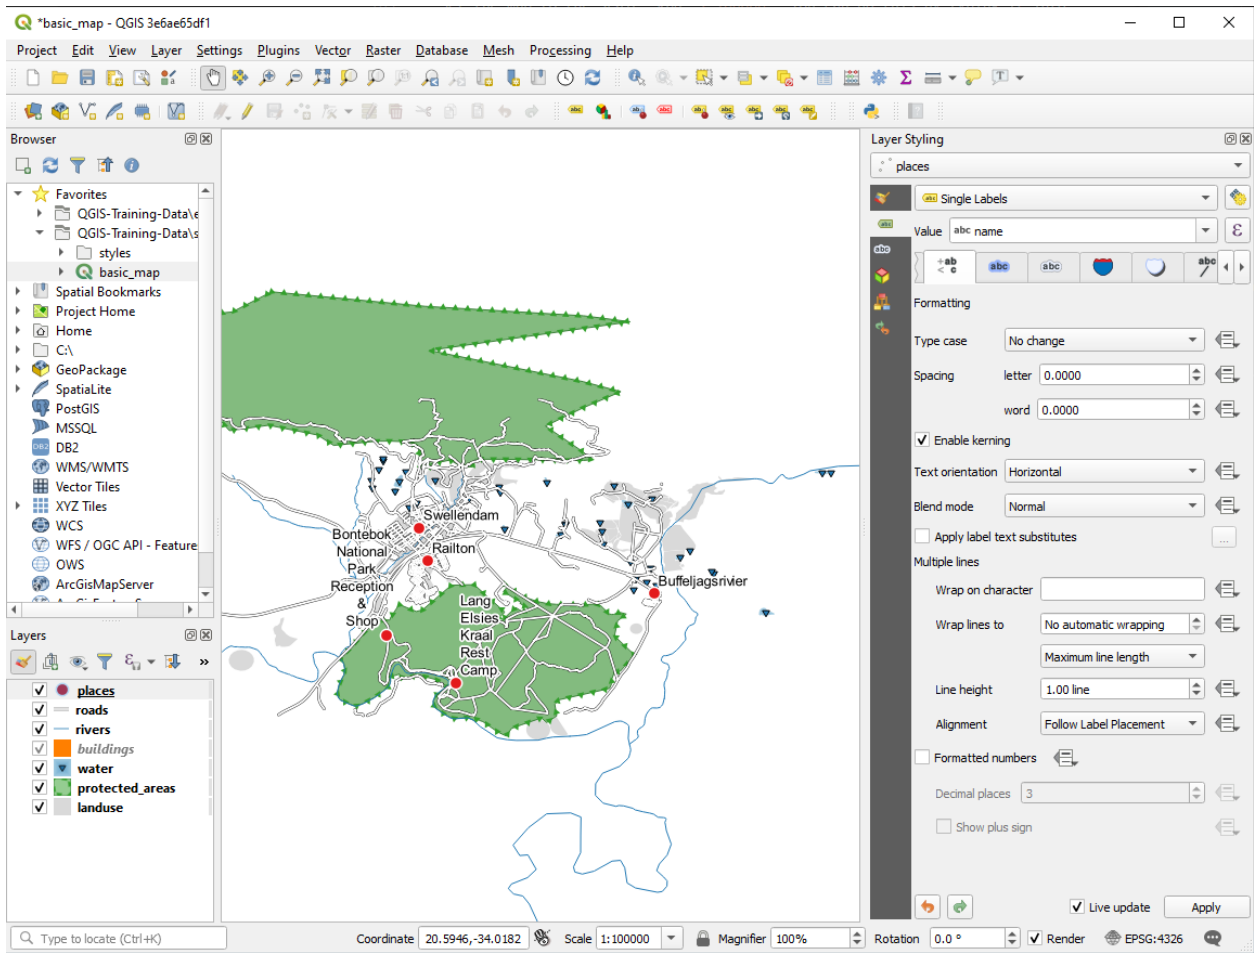 *basic_map - QGIS 3e6ae65df1
Project Edit View Layer Settings Plugins Vector Raster Database Mesh Processing Help
Browser
Favorites
QGIS-Training-Data\e
QGIS-Training-Data\s
styles
basic_map
Spatial Bookmarks
Project Home
Home
C:\
GeoPackage
SpatiaLite
PostGIS
MSSQL
DB2
WMS/WMTS
Vector Tiles
XYZ Tiles
WCS
WFS / OGC API - Feature
OWS
ArcGisMapServer
Layers
places
roads
rivers
buildings
water
protected_areas
landuse
Swellendam
Railton
Bontebok
National
Park
Reception
&
Shop
Lang
Elsies
Kraal
Rest
Camp
Buffeljagsrivier
Layer Styling
places
abc Single Labels
Value abc name ε
+ab
< c
abc
abc
abc
Formatting
Type case No change
Spacing letter 0.0000
word 0.0000
Enable kerning
Text orientation Horizontal
Blend mode Normal
Apply label text substitutes ...
Multiple lines
Wrap on character
Wrap lines to No automatic wrapping
Maximum line length
Line height 1.00 line
Alignment Follow Label Placement
Formatted numbers
Decimal places 3
Show plus sign
Live update Apply
Type to locate (Ctrl+K) Coordinate 20.5946,-34.0182 Scale 1:100000 Magnifier 100% Rotation 0.0 ° Render EPSG:4326